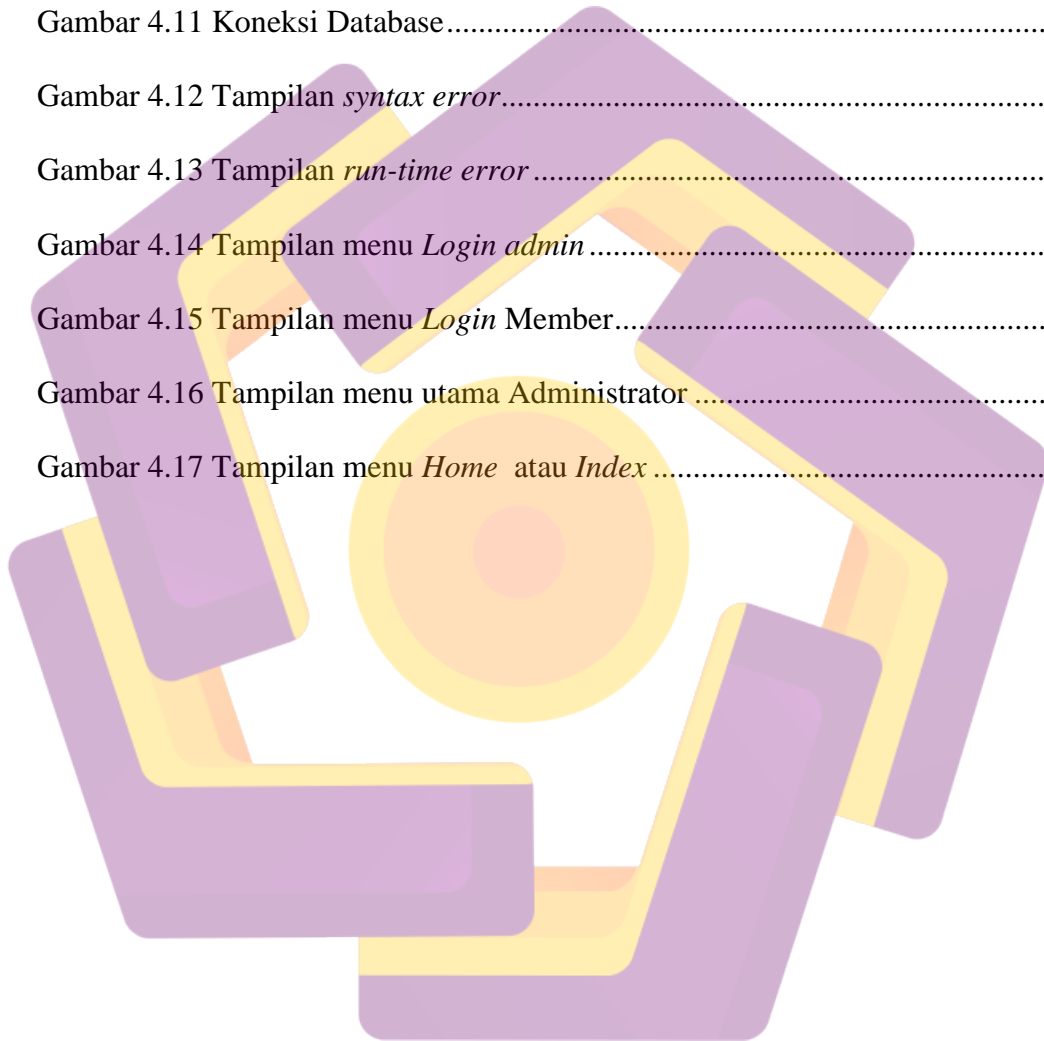 Gambar 4.11 Koneksi Database..........................................................................
Gambar 4.12 Tampilan syntax error...................................................................
Gambar 4.13 Tampilan run-time error ...............................................................
Gambar 4.14 Tampilan menu Login admin ........................................................
Gambar 4.15 Tampilan menu Login Member.....................................................
Gambar 4.16 Tampilan menu utama Administrator ...........................................
Gambar 4.17 Tampilan menu Home atau Index ................................................